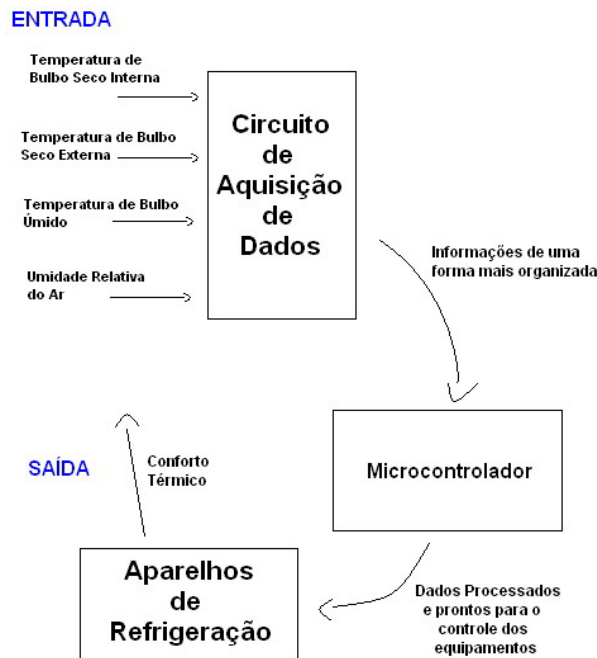 ENTRADA
Temperatura de
Bulbo Seco Interna
Temperatura de Bulbo
Seco Externa
Temperatura de Bulbo
Úmido
Umidade Relativa
do Ar
Circuito
de
Aquisição
de
Dados
Informações de uma
forma mais organizada
Microcontrolador
Dados Processados
e prontos para o
controle dos
equipamentos
Aparelhos
de
Refrigeração
SAÍDA
Conforto
Térmico